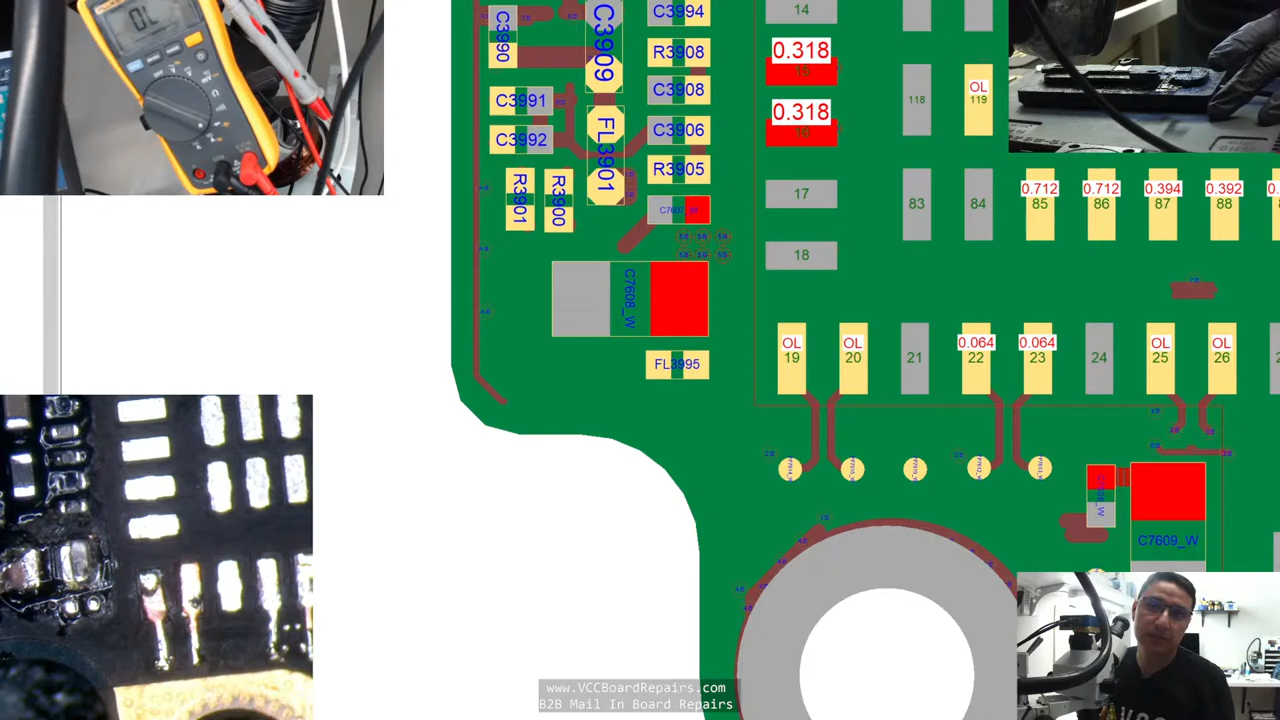 OL
C3990
C3909
C3994
R3908
C3991
C3908
C3992
FL3901
C3906
R3905
R3901
R3900
C7607_W
C7608_W
FL3995
14
0.318
15
0.318
16
17
18
118
OL
119
83
84
0.712
85
0.712
86
0.394
87
0.392
88
OL
19
OL
20
21
0.064
22
0.064
23
24
OL
25
OL
26
C7609_W
www.VCCBoardRepairs.com
B2B Mail In Board Repairs